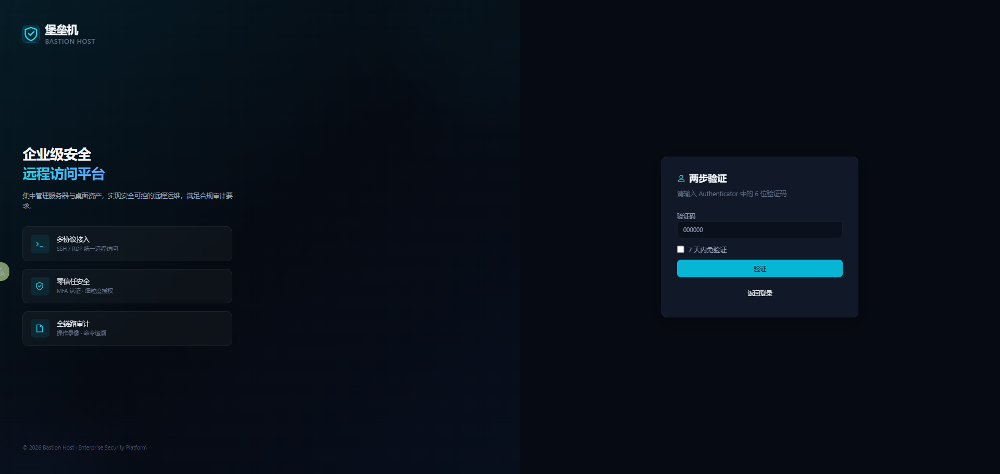 堡垒机
BASTION HOST
企业级安全
远程访问平台
集中管理服务器与桌面资产，实现安全可控的远程运维，满足合规审计要
求。
多协议接入
SSH / RDP 统一远程访问
零信任安全
MFA 认证 · 细粒度授权
全链路审计
操作录像 · 命令追溯
© 2026 Bastion Host · Enterprise Security Platform
两步验证
请输入 Authenticator 中的 6 位验证码
验证码
000000
7 天内免验证
验证
返回登录